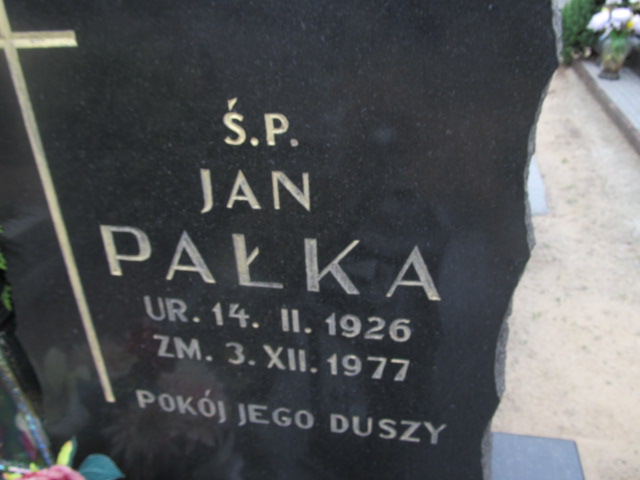 Ś.P.
JAN
PAŁKA
UR. 14. II. 1926
ZM. 3. XII. 1977
POKÓJ JEGO DUSZY